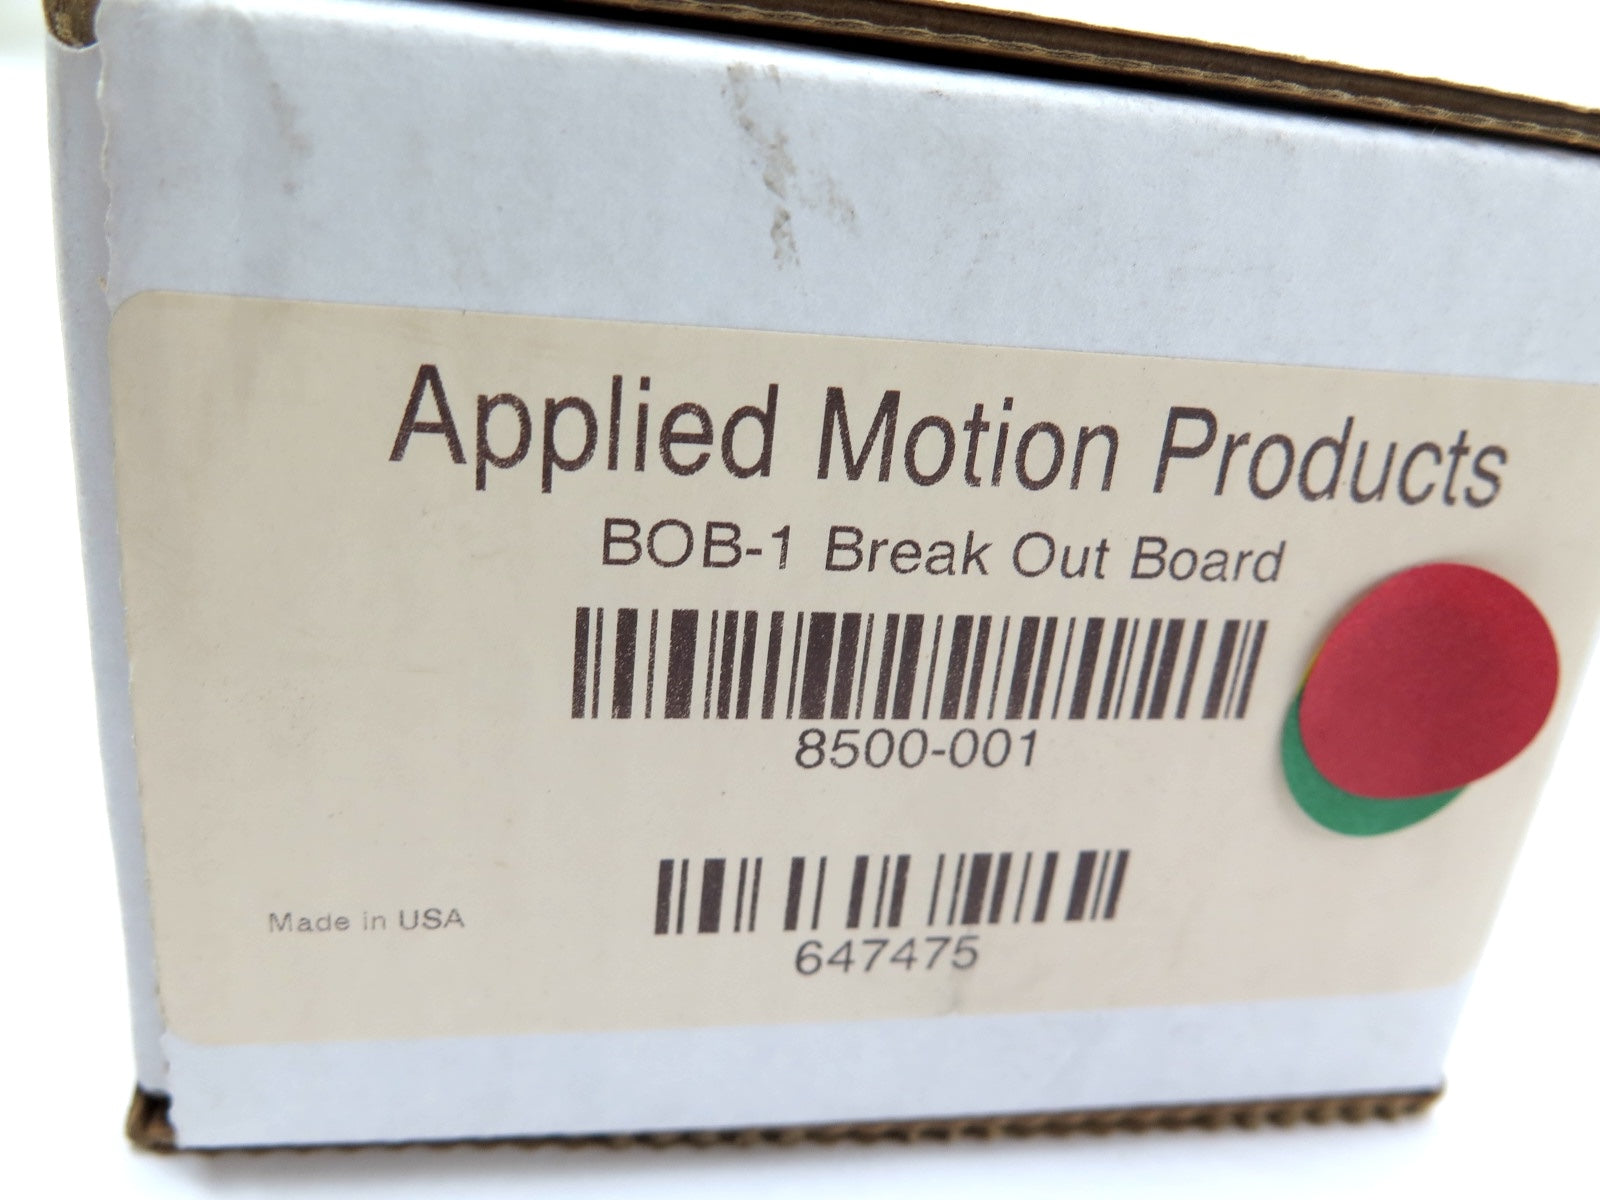 Applied Motion Products
BOB-1 Break Out Board
8500-001
Made in USA
647475